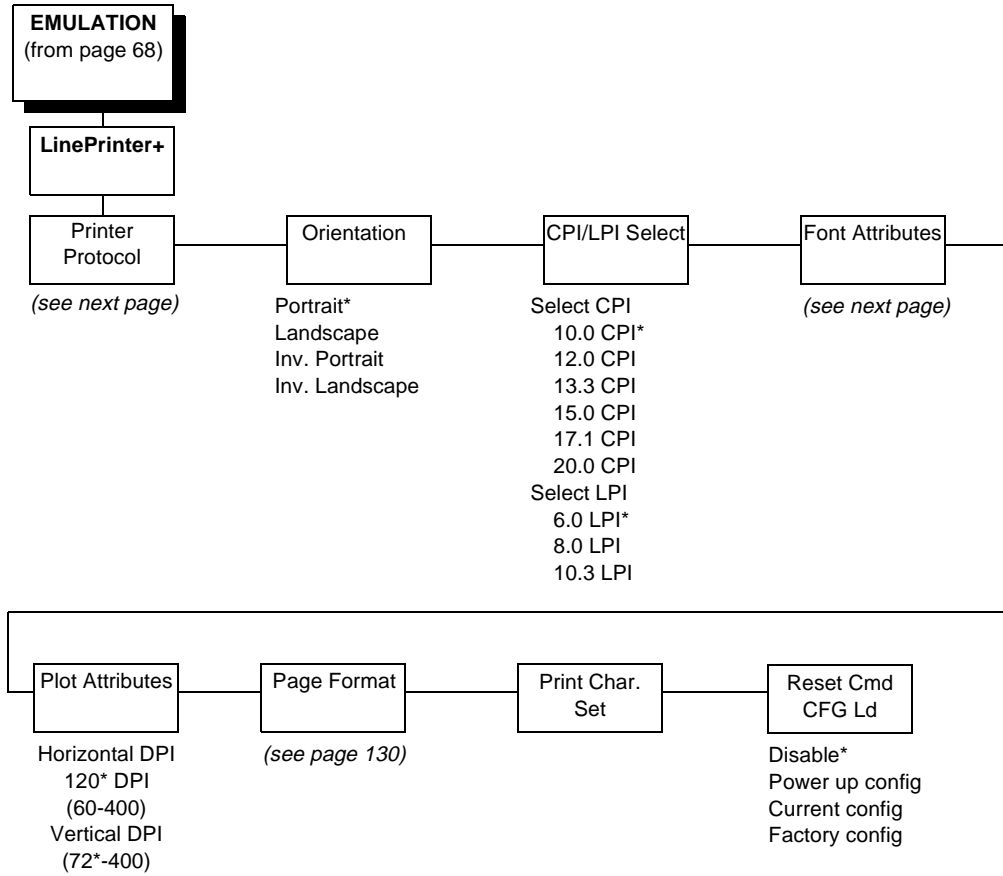 EMULATION
(from page 68)
LinePrinter+
Printer
Protocol
(see next page)
Orientation
Portrait*
Landscape
Inv. Portrait
Inv. Landscape
CPI/LPI Select
Select CPI
10.0 CPI*
12.0 CPI
13.3 CPI
15.0 CPI
17.1 CPI
20.0 CPI
Select LPI
6.0 LPI*
8.0 LPI
10.3 LPI
Font Attributes
(see next page)
Plot Attributes
Horizontal DPI
120* DPI
(60-400)
Vertical DPI
(72*-400)
Page Format
(see page 130)
Print Char.
Set
Reset Cmd
CFG Ld
Disable*
Power up config
Current config
Factory config